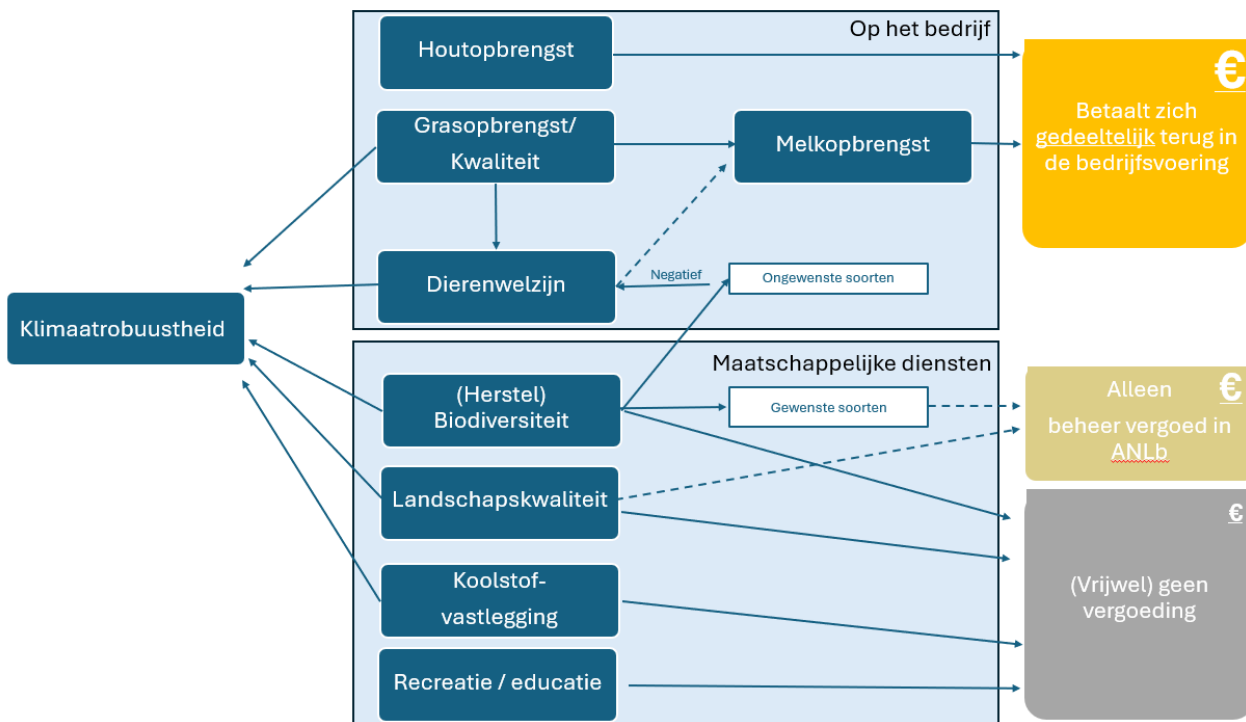 Op het bedrijf
Houtopbrengst
€
Betaalt zich
gedeeltelijk terug in
de bedrijfsvoering
Grasopbrengst/
Kwaliteit
Melkopbrengst
Dierenwelzijn
Negatief
Ongewenste soorten
Klimaatrobuustheid
Maatschappelijke diensten
(Herstel)
Biodiversiteit
Gewenste soorten
€
Alleen
beheer vergoed in
ANLb
Landschapskwaliteit
€
(Vrijwel) geen
vergoeding
Koolstof-
vastlegging
Recreatie / educatie